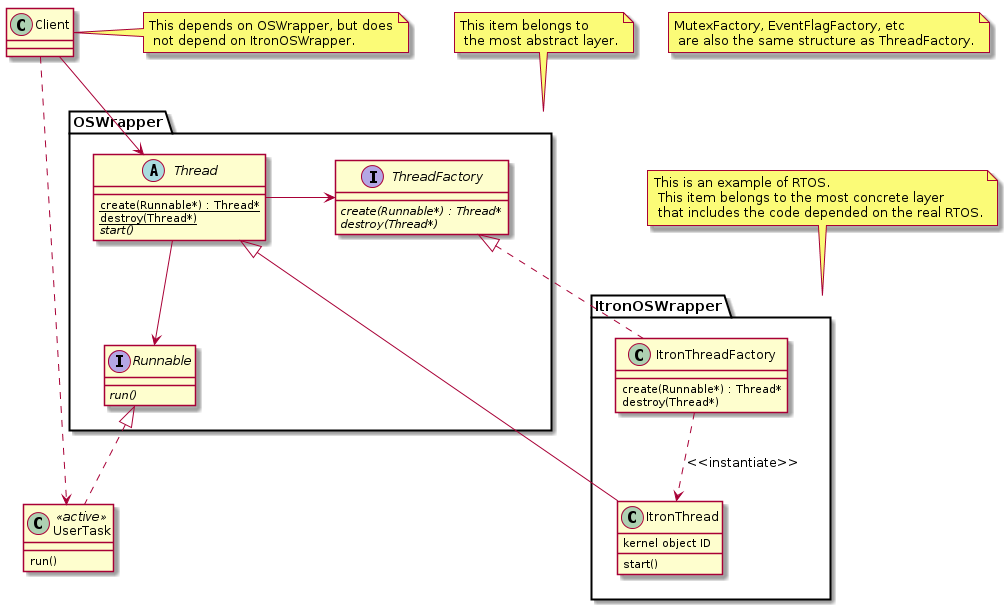 C Client
This depends on OSWrapper, but does
not depend on ItronOSWrapper.
This item belongs to
the most abstract layer.
MutexFactory, EventFlagFactory, etc
are also the same structure as ThreadFactory.
OSWrapper
A Thread
create(Runnable*) : Thread*
destroy(Thread*)
start()
I ThreadFactory
create(Runnable*) : Thread*
destroy(Thread*)
This is an example of RTOS.
This item belongs to the most concrete layer
that includes the code depended on the real RTOS.
ItronOSWrapper
I Runnable
run()
C ItronThreadFactory
create(Runnable*) : Thread*
destroy(Thread*)
<<instantiate>>
C «active»
UserTask
run()
C ItronThread
kernel object ID
start()